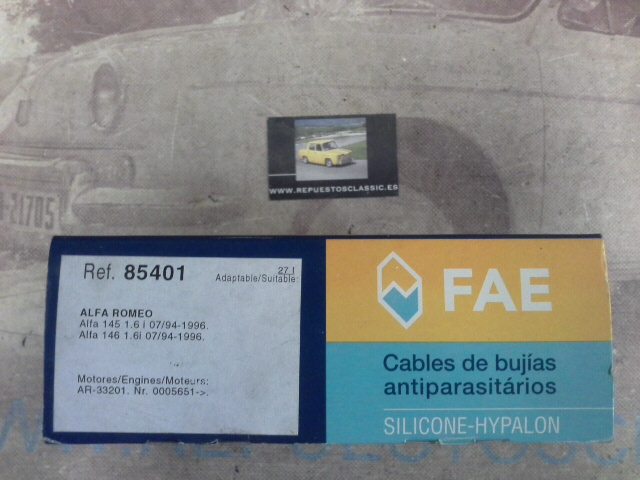 -21705
WWW.REPUESTOSCLASSIC.ES
Ref. 85401
27 I
Adaptable/Suitable:
ALFA ROMEO
Alfa 145 1.6 i 07/94-1996.
Alfa 146 1.6i 07/94-1996.
Motores/Engines/Moteurs:
AR-33201. Nr. 0005651->.
FAE
Cables de bujías
antiparasitários
SILICONE-HYPALON